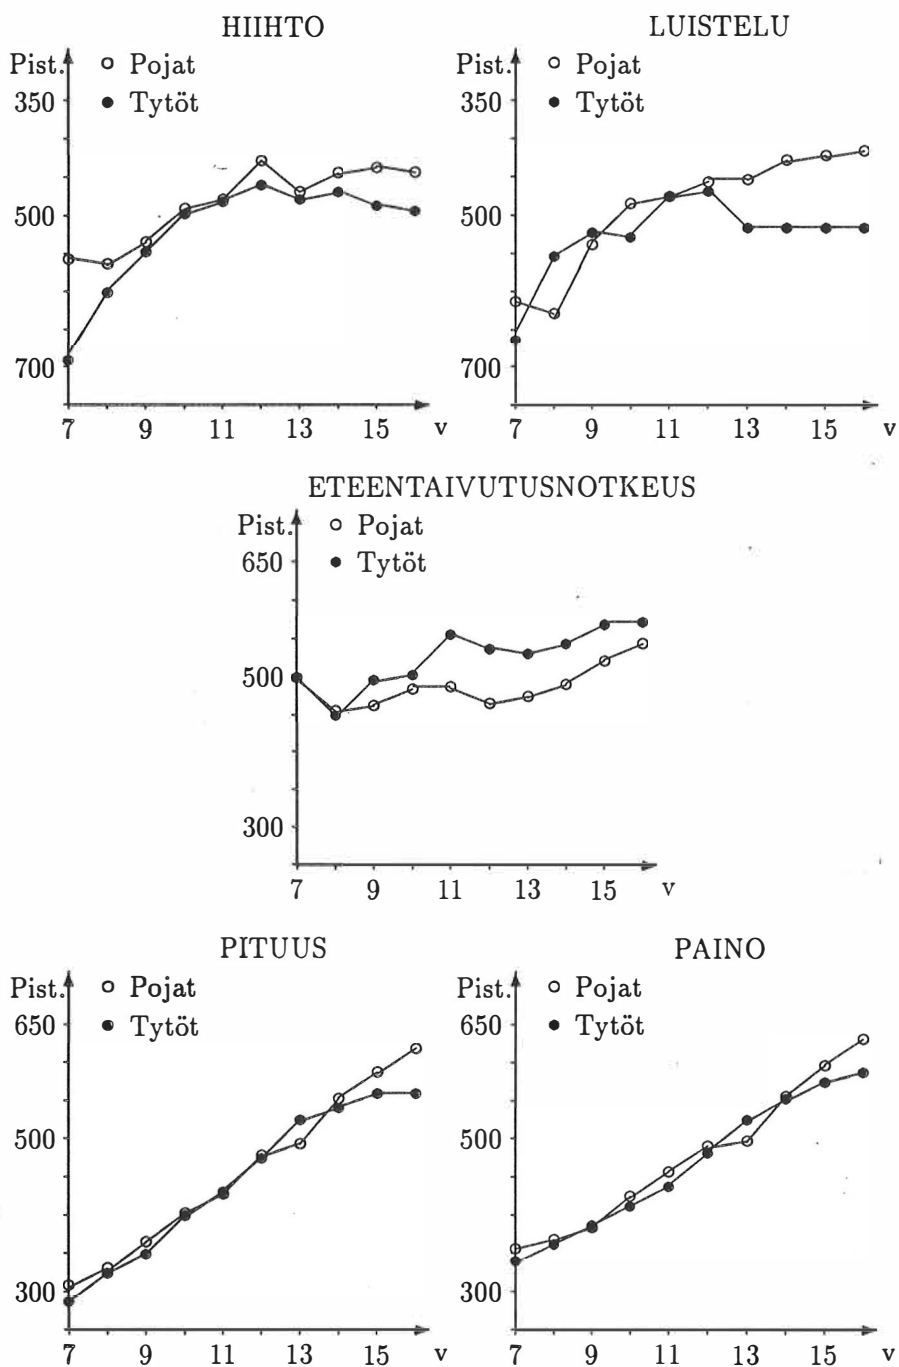 HIIHTO
Pist. Pojat
350 Tytöt
500
700
7 9 11 13 15 v
LUISTELU
Pist. Pojat
350 Tytöt
500
700
7 9 11 13 15 v
ETEENTAIVUTUSNOTKEUS
Pist. Pojat
650 Tytöt
500
300
7 9 11 13 15 v
PITUUS
Pist. Pojat
650 Tytöt
500
300
7 9 11 13 15 v
PAINO
Pist. Pojat
650 Tytöt
500
300
7 9 11 13 15 v